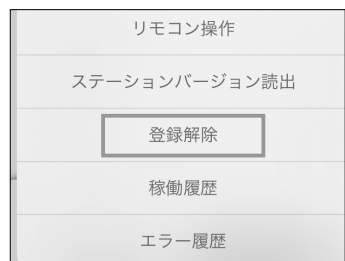 リモコン操作
ステーションバージョン読出
登録解除
稼働履歴
エラー履歴